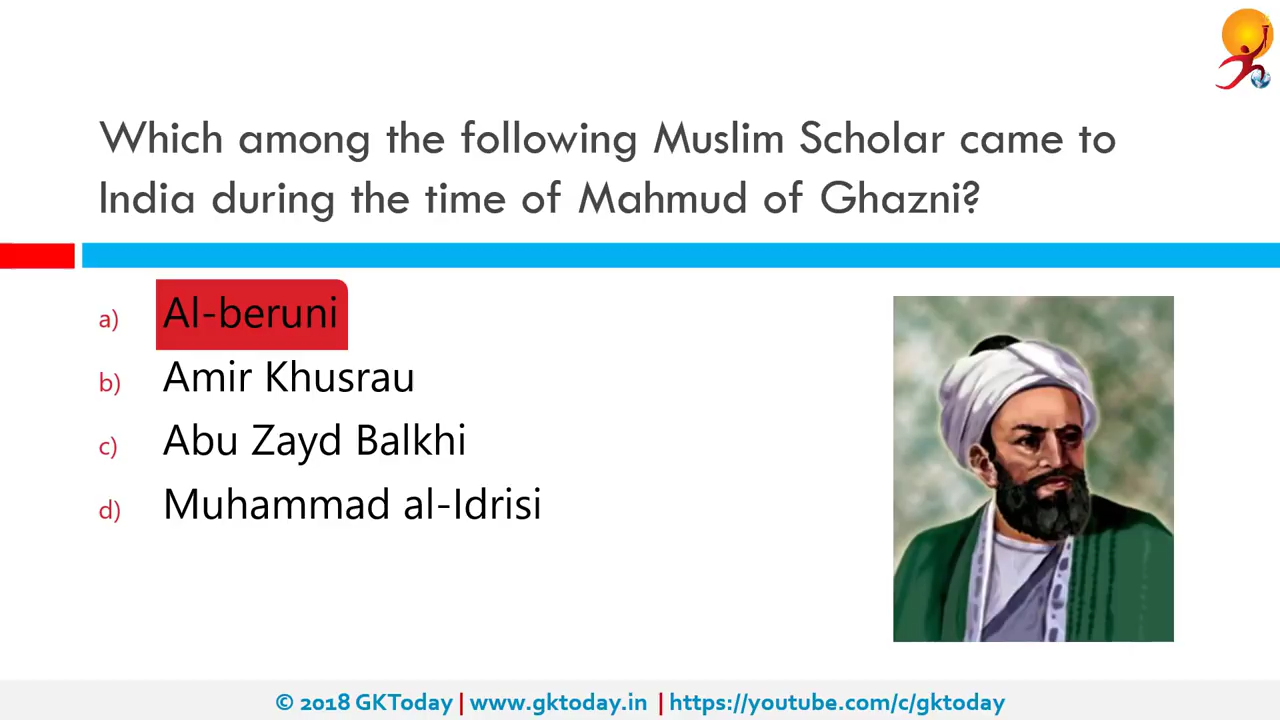 Which among the following Muslim Scholar came to
India during the time of Mahmud of Ghazni?
a) Al-beruni
b) Amir Khusrau
c) Abu Zayd Balkhi
d) Muhammad al-Idrisi
© 2018 GKToday | www.gktoday.in | https://youtube.com/c/gktoday